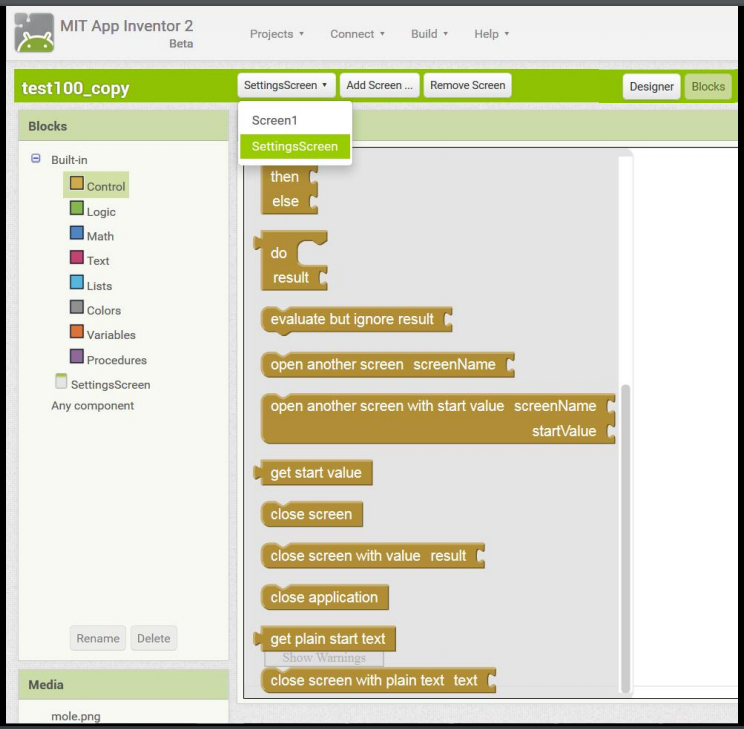 MIT App Inventor 2
Beta
Projects
Connect
Build
Help
test100_copy
SettingsScreen
Add Screen ...
Remove Screen
Designer
Blocks
Screen1
SettingsScreen
Blocks
Built-in
Control
Logic
Math
Text
Lists
Colors
Variables
Procedures
SettingsScreen
Any component
Rename
Delete
Media
mole.png
then
else
do
result
evaluate but ignore result
open another screen screenName
open another screen with start value screenName
startValue
get start value
close screen
close screen with value result
close application
get plain start text
Show Warnings
close screen with plain text text